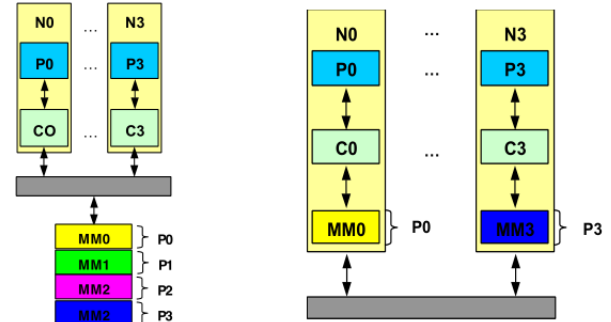 N0 ... N3
P0 ... P3
CO ... C3
MM0 P0
MM1 P1
MM2 P2
MM2 P3
N0 ... N3
P0 ... P3
C0 ... C3
MM0 P0 MM3 P3